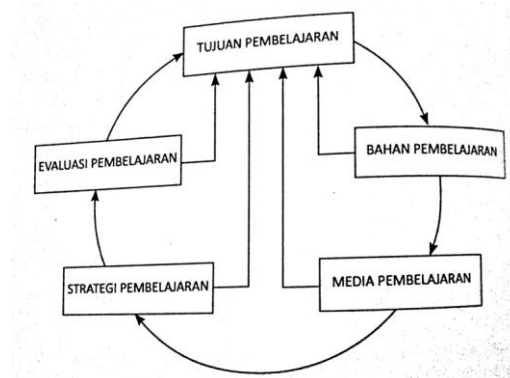 TUJUAN PEMBELAJARAN
BAHAN PEMBELAJARAN
MEDIA PEMBELAJARAN
STRATEGI PEMBELAJARAN
EVALUASI PEMBELAJARAN